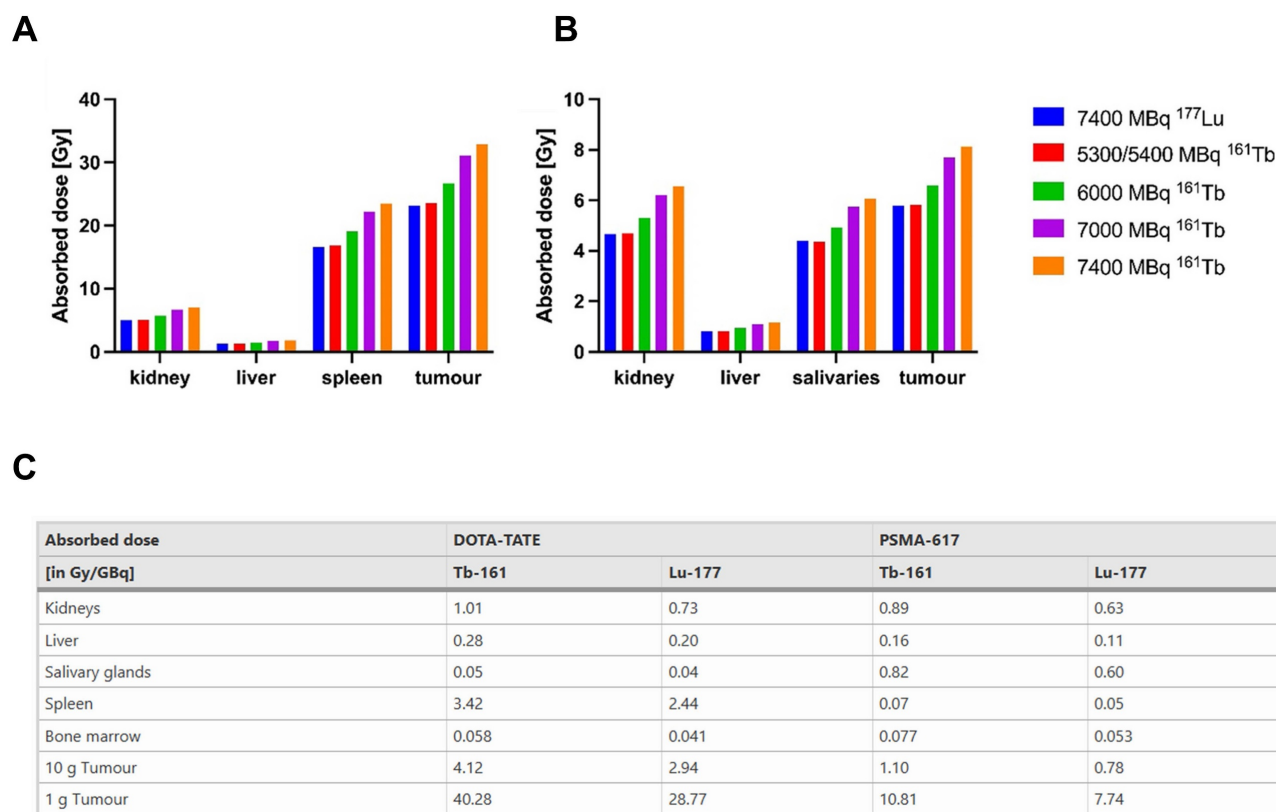 A
B
Absorbed dose [Gy]
40
30
20
10
0
kidney liver spleen tumour
Absorbed dose [Gy]
10
8
6
4
2
0
kidney liver salivaries tumour
7400 MBq ¹⁷⁷Lu
5300/5400 MBq ¹⁶¹Tb
6000 MBq ¹⁶¹Tb
7000 MBq ¹⁶¹Tb
7400 MBq ¹⁶¹Tb
C
Absorbed dose DOTA-TATE PSMA-617
[in Gy/GBq] Tb-161 Lu-177 Tb-161 Lu-177
Kidneys 1.01 0.73 0.89 0.63
Liver 0.28 0.20 0.16 0.11
Salivary glands 0.05 0.04 0.82 0.60
Spleen 3.42 2.44 0.07 0.05
Bone marrow 0.058 0.041 0.077 0.053
10 g Tumour 4.12 2.94 1.10 0.78
1 g Tumour 40.28 28.77 10.81 7.74